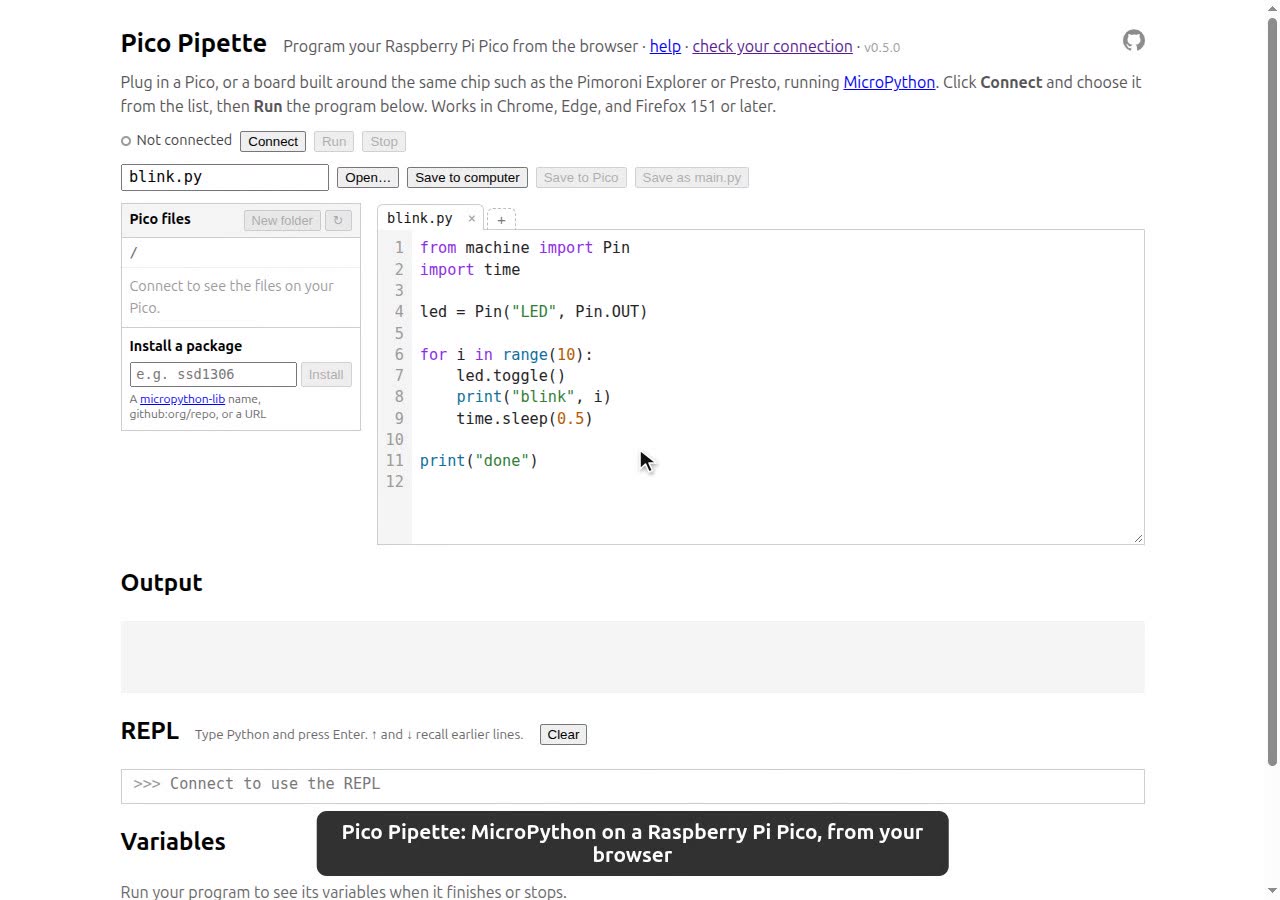 Pico Pipette Program your Raspberry Pi Pico from the browser · help · check your connection · v0.5.0
Plug in a Pico, or a board built around the same chip such as the Pimoroni Explorer or Presto, running MicroPython. Click Connect and choose it
from the list, then Run the program below. Works in Chrome, Edge, and Firefox 151 or later.
Not connected Connect Run Stop
blink.py Open… Save to computer Save to Pico Save as main.py
Pico files New folder ↻
/
Connect to see the files on your
Pico.
Install a package
e.g. ssd1306 Install
A micropython-lib name,
github:org/repo, or a URL
blink.py × +
1 from machine import Pin
2 import time
3
4 led = Pin("LED", Pin.OUT)
5
6 for i in range(10):
7     led.toggle()
8     print("blink", i)
9     time.sleep(0.5)
10
11 print("done")
12
Output
REPL Type Python and press Enter. ↑ and ↓ recall earlier lines. Clear
>>> Connect to use the REPL
Variables
Pico Pipette: MicroPython on a Raspberry Pi Pico, from your
browser
Run your program to see its variables when it finishes or stops.